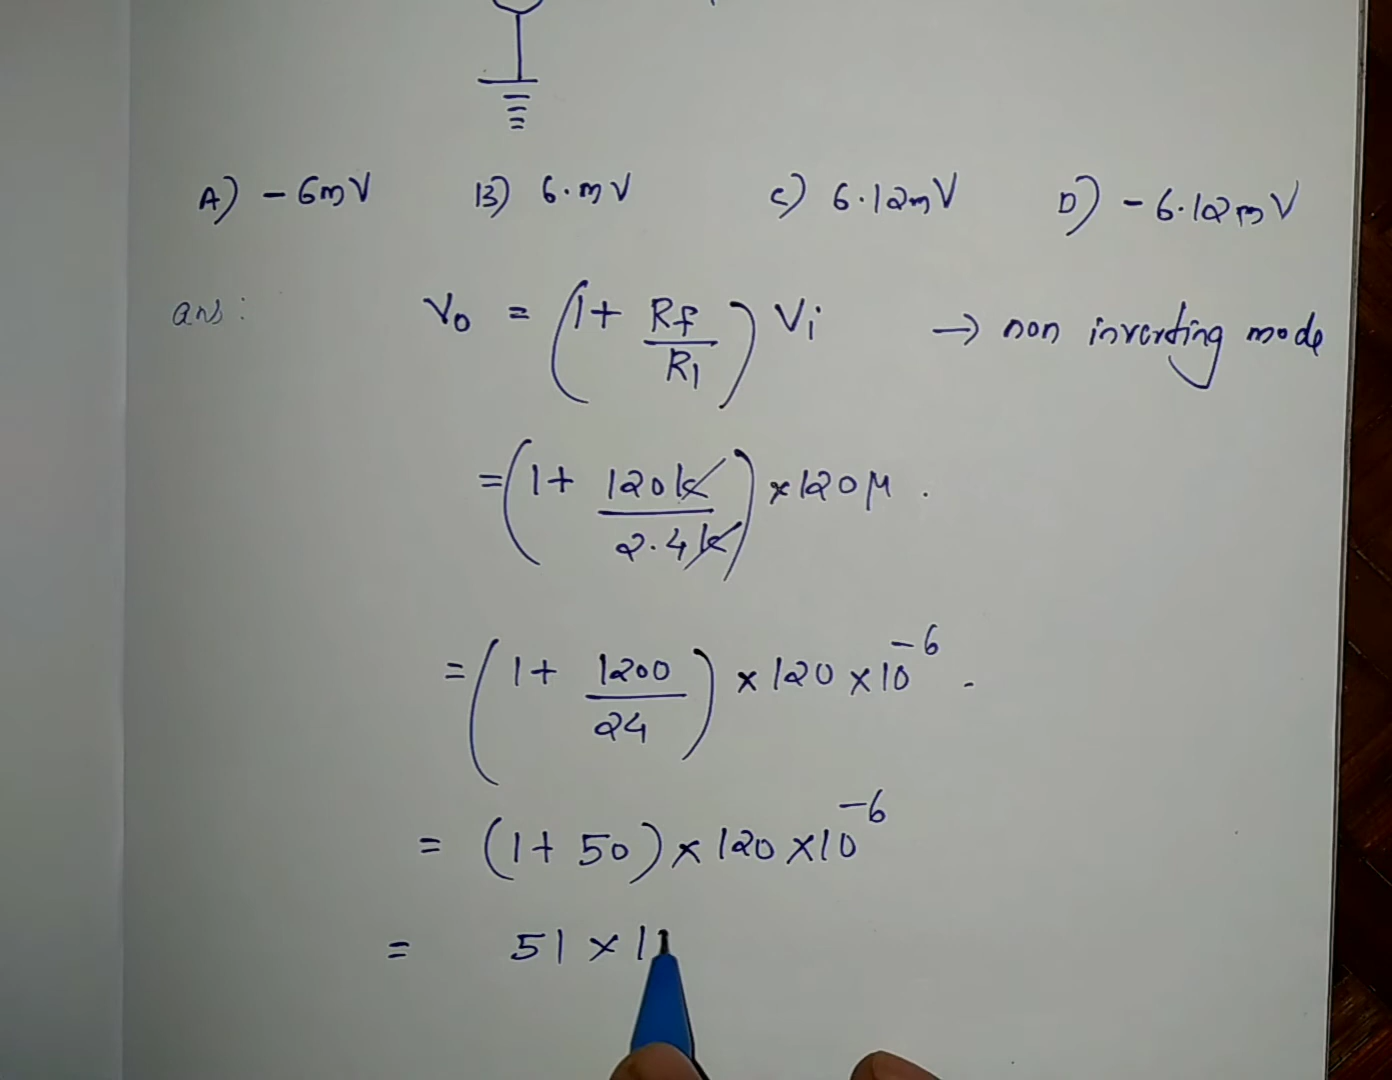 A) - 6mV B) 6.mV c) 6.12mV D) - 6.12mV
ans: Vo = (1+ Rf/R1) Vi → non inverting mode
= (1+ 120k/2.4k) × 120μ.
= (1+ 1200/24) × 120 × 10^-6.
= (1+ 50) × 120 × 10^-6
= 51 × 1